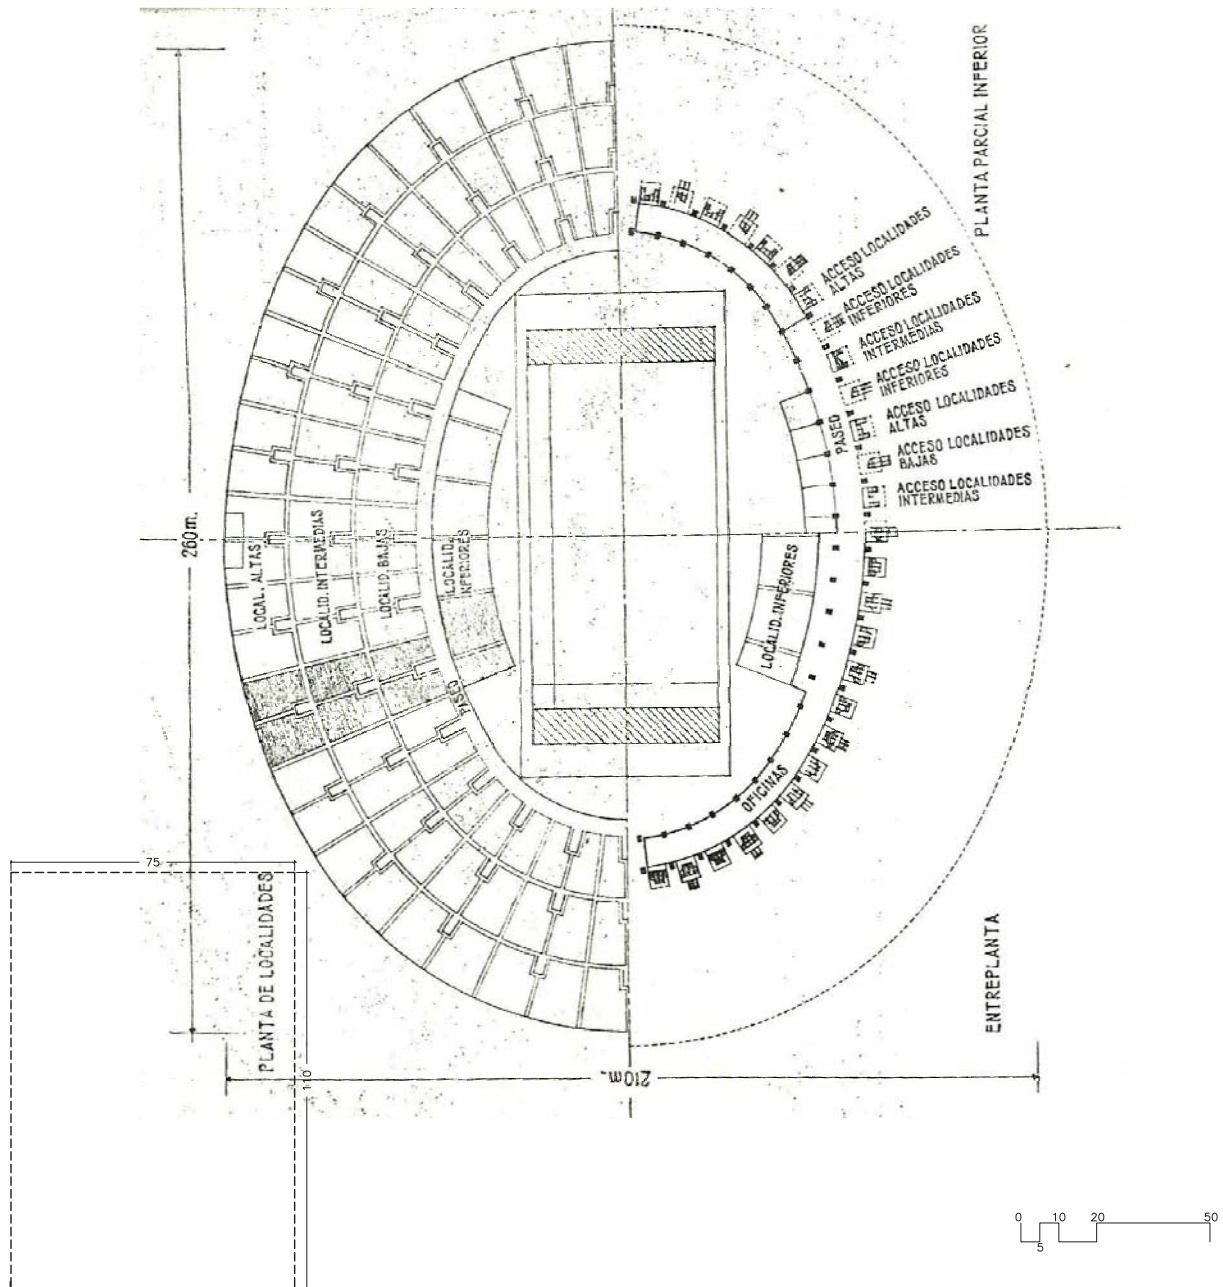 PLANTA PARCIAL INFERIOR
ACCESO LOCALIDADES
ALTAS
ACCESO LOCALIDADES
INFERIORES
ACCESO LOCALIDADES
INTERMEDIAS
ACCESO LOCALIDADES
INFERIORES
ACCESO LOCALIDADES
ALTAS
ACCESO LOCALIDADES
BAJAS
ACCESO LOCALIDADES
INTERMEDIAS
PASEO
260m.
LOCAL. ALTAS
LOCALID. INTERMEDIAS
LOCALID. BAJAS
LOCALID.
INFERIORES
LOCALID. INFERIORES
PASEO
OFICINAS
75
PLANTA DE LOCALIDADES
110
ENTREPLANTA
210m.
0 10 20 50
5